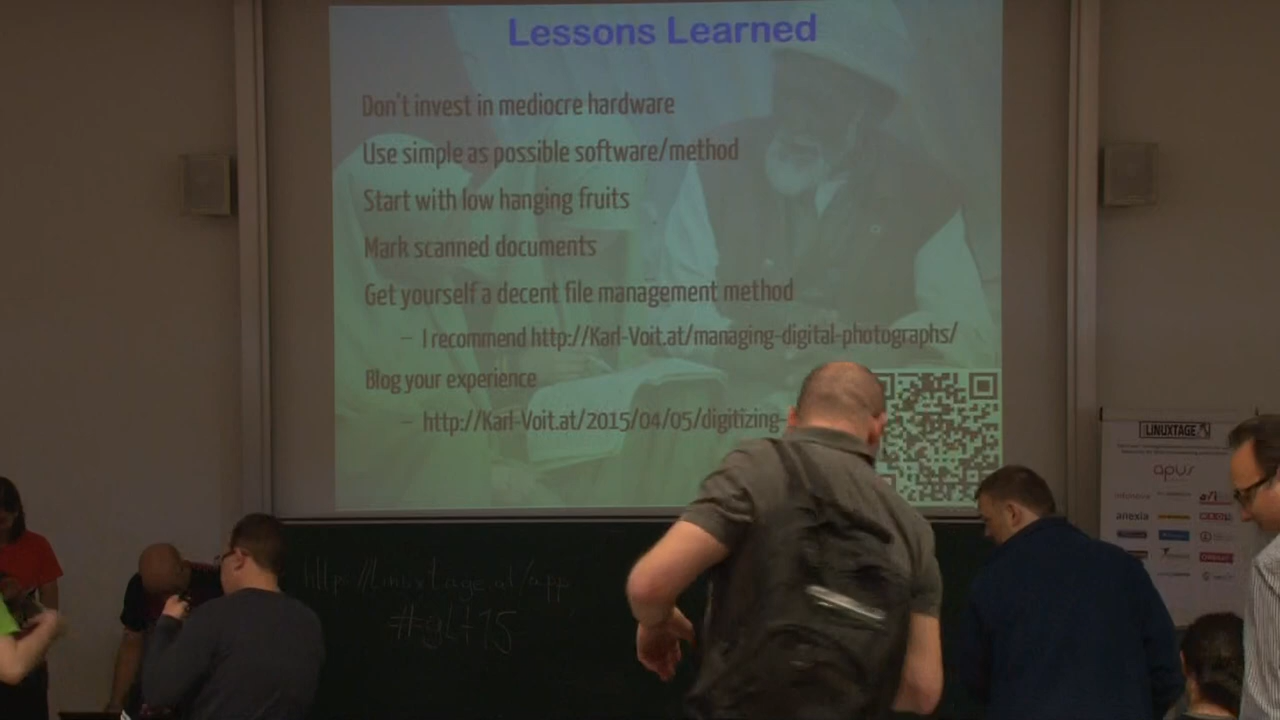 Lessons Learned
Don't invest in mediocre hardware
Use simple as possible software/method
Start with low hanging fruits
Mark scanned documents
Get yourself a decent file management method
– I recommend http://Karl-Voit.at/managing-digital-photographs/
Blog your experience
– http://Karl-Voit.at/2015/04/05/digitizing-
http://linuxtage.at/app
#glt15
LINUXTAGE
apus
anexia